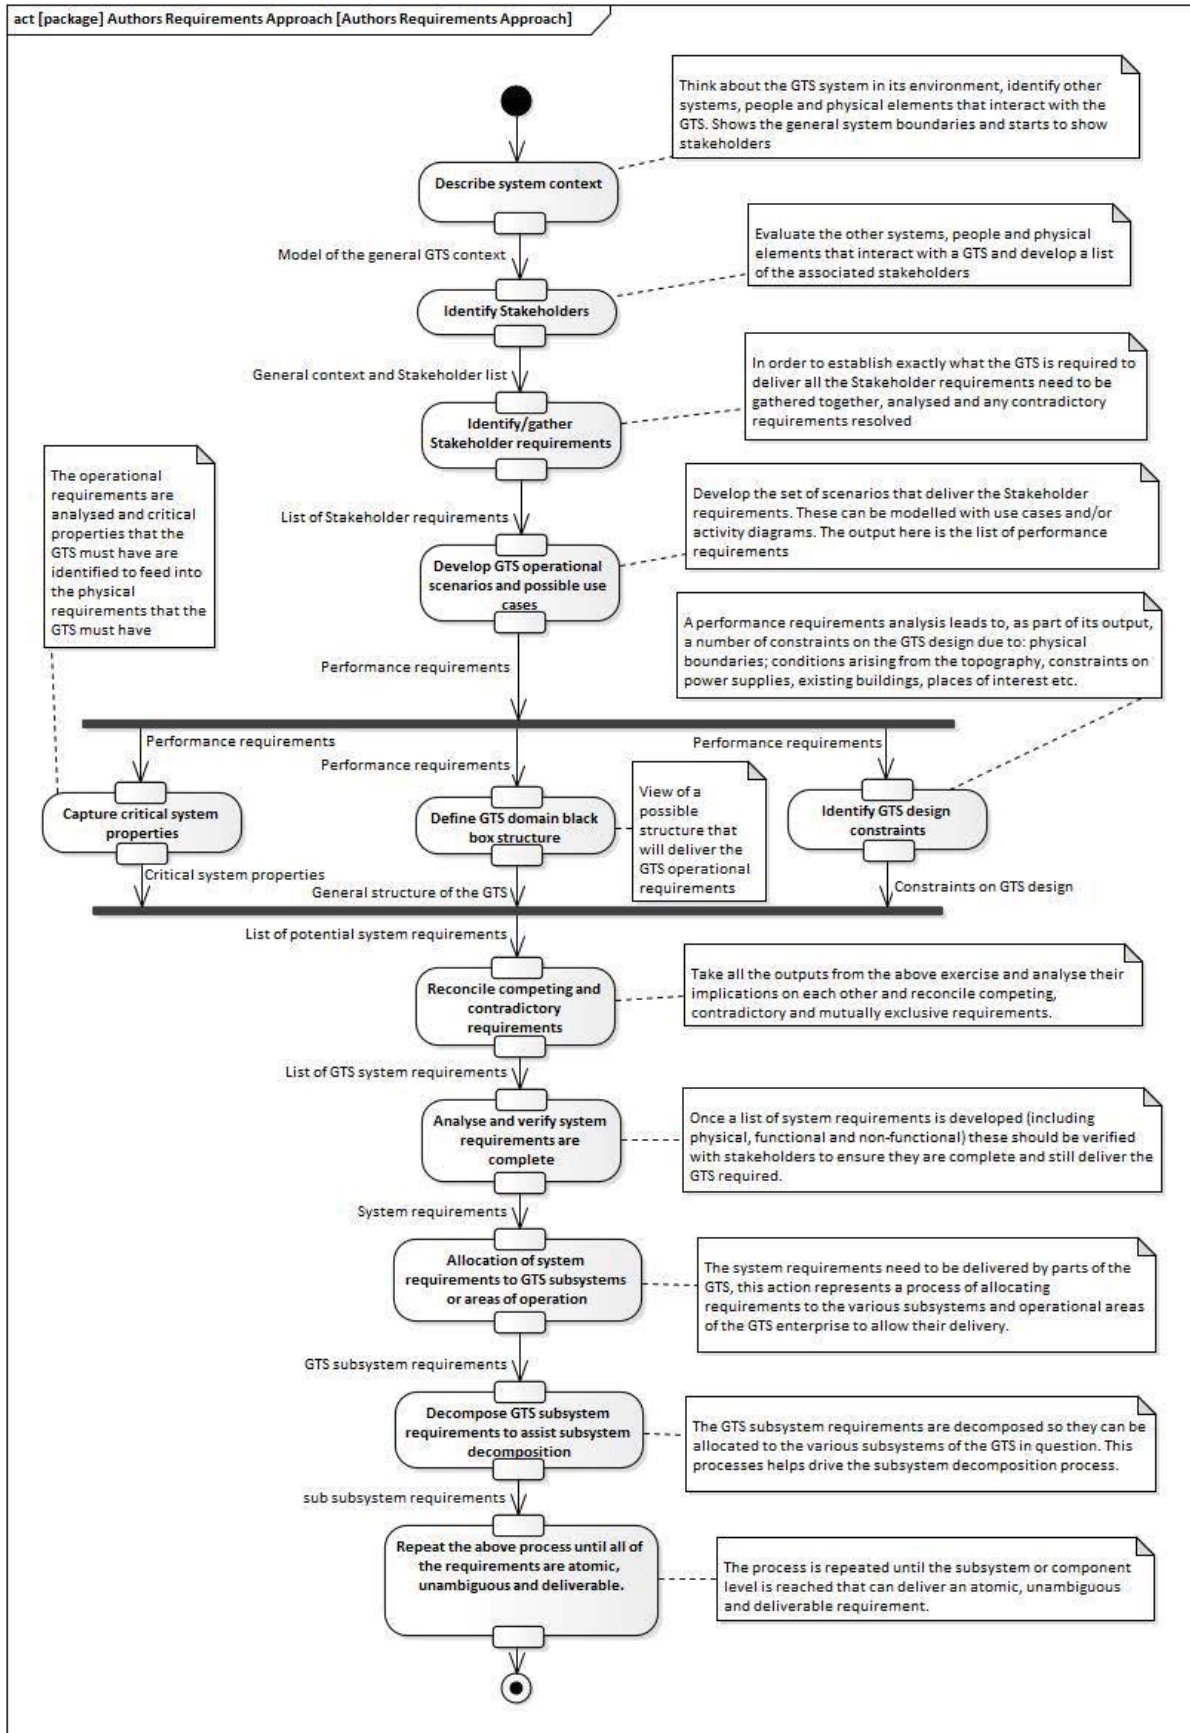 act [package] Authors Requirements Approach [Authors Requirements Approach]
Think about the GTS system in its environment, identify other
systems, people and physical elements that interact with the
GTS. Shows the general system boundaries and starts to show
stakeholders
Describe system context
Model of the general GTS context
Evaluate the other systems, people and physical
elements that interact with a GTS and develop a list
of the associated stakeholders
Identify Stakeholders
General context and Stakeholder list
In order to establish exactly what the GTS is required to
deliver all the Stakeholder requirements need to be
gathered together, analysed and any contradictory
requirements resolved
Identify/gather
Stakeholder requirements
The operational
requirements are
analysed and critical
properties that the
GTS must have are
identified to feed into
the physical
requirements that the
GTS must have
List of Stakeholder requirements
Develop the set of scenarios that deliver the Stakeholder
requirements. These can be modelled with use cases and/or
activity diagrams. The output here is the list of performance
requirements
Develop GTS operational
scenarios and possible use
cases
A performance requirements analysis leads to, as part of its output,
a number of constraints on the GTS design due to: physical
boundaries; conditions arising from the topography, constraints on
power supplies, existing buildings, places of interest etc.
Performance requirements
Performance requirements
Performance requirements
Performance requirements
Capture critical system
properties
Define GTS domain black
box structure
View of a
possible
structure that
will deliver the
GTS operational
requirements
Identify GTS design
constraints
Critical system properties
General structure of the GTS
Constraints on GTS design
List of potential system requirements
Reconcile competing and
contradictory
requirements
Take all the outputs from the above exercise and analyse their
implications on each other and reconcile competing,
contradictory and mutually exclusive requirements.
List of GTS system requirements
Analyse and verify system
requirements are
complete
Once a list of system requirements is developed (including
physical, functional and non-functional) these should be verified
with stakeholders to ensure they are complete and still deliver the
GTS required.
System requirements
Allocation of system
requirements to GTS subsystems
or areas of operation
The system requirements need to be delivered by parts of the
GTS, this action represents a process of allocating
requirements to the various subsystems and operational areas
of the GTS enterprise to allow their delivery.
GTS subsystem requirements
Decompose GTS subsystem
requirements to assist subsystem
decomposition
The GTS subsystem requirements are decomposed so they can be
allocated to the various subsystems of the GTS in question. This
processes helps drive the subsystem decomposition process.
sub subsystem requirements
Repeat the above process until all of
the requirements are atomic,
unambiguous and deliverable.
The process is repeated until the subsystem or component
level is reached that can deliver an atomic, unambiguous
and deliverable requirement.